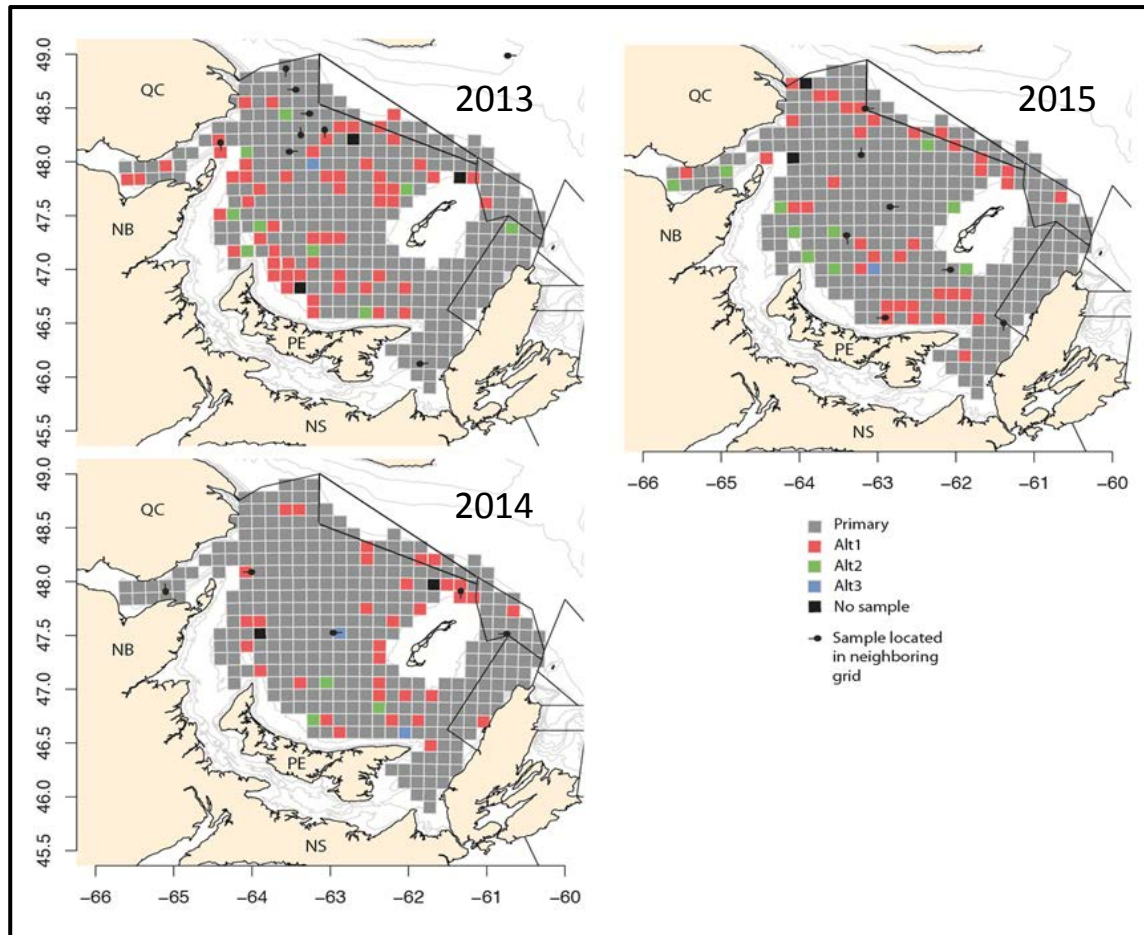 2013
QC
NB
PE
NS
49.0
48.5
48.0
47.5
47.0
46.5
46.0
45.5
2015
QC
NB
PE
NS
−66 −65 −64 −63 −62 −61 −60
2014
QC
NB
PE
NS
49.0
48.5
48.0
47.5
47.0
46.5
46.0
45.5
−66 −65 −64 −63 −62 −61 −60
Primary
Alt1
Alt2
Alt3
No sample
Sample located
in neighboring
grid